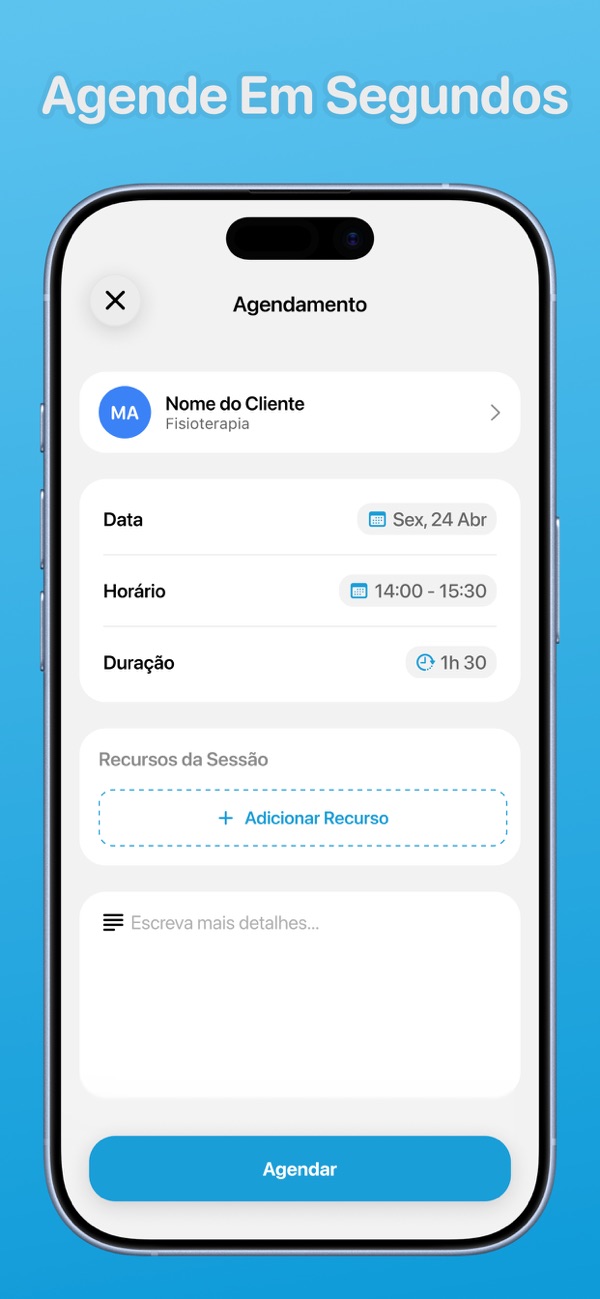 Agende Em Segundos
Agendamento
MA
Nome do Cliente
Fisioterapia
Data
Sex, 24 Abr
Horário
14:00 - 15:30
Duração
1h 30
Recursos da Sessão
+ Adicionar Recurso
Escreva mais detalhes...
Agendar